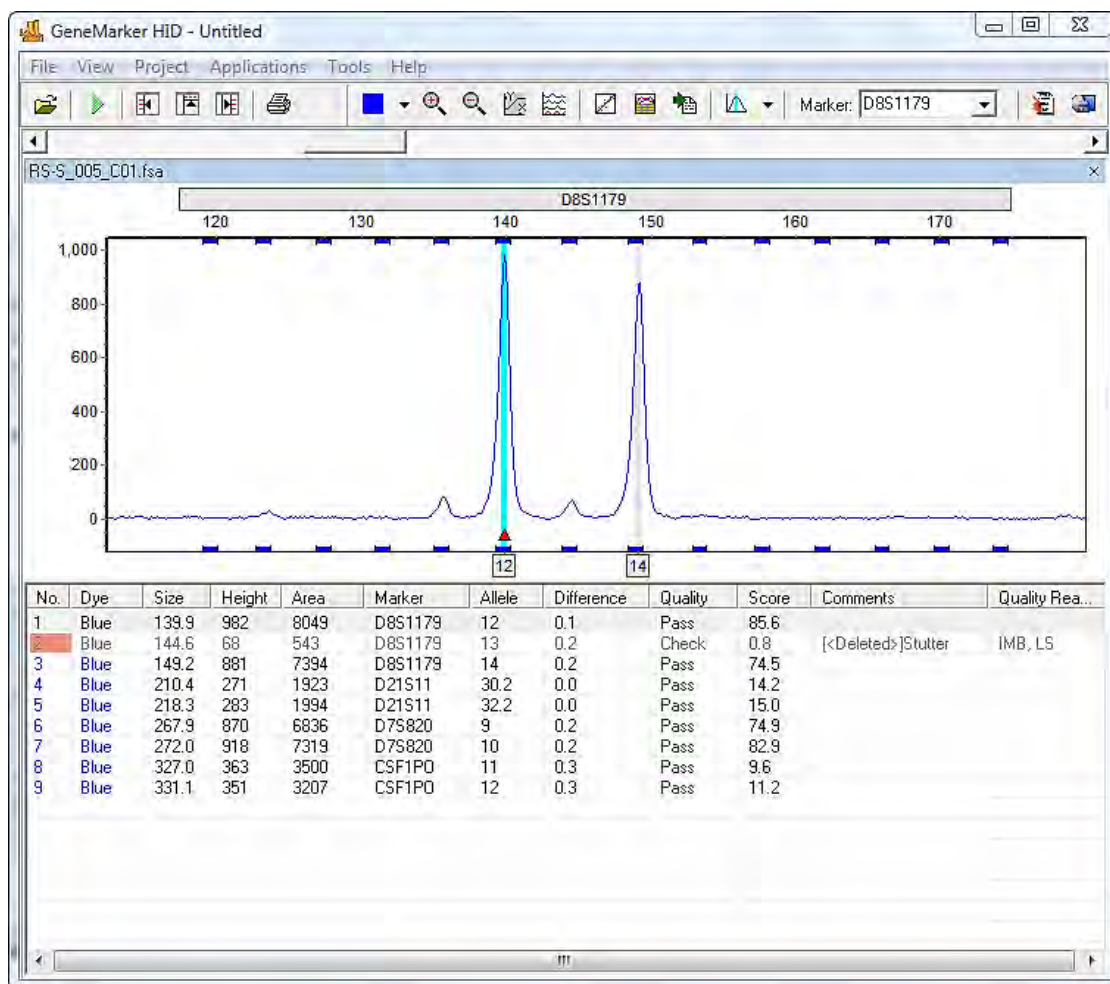 GeneMarker HID - Untitled
File View Project Applications Tools Help
Marker: D8S1179
RS-S_005_C01.fsa
D8S1179
120 130 140 150 160 170
1,000
800
600
400
200
0
12 14
No. Dye Size Height Area Marker Allele Difference Quality Score Comments Quality Rea...
1 Blue 139.9 982 8049 D8S1179 12 0.1 Pass 85.6
2 Blue 144.6 68 543 D8S1179 13 0.2 Check 0.8 [<Deleted>]Stutter IMB, LS
3 Blue 149.2 881 7394 D8S1179 14 0.2 Pass 74.5
4 Blue 210.4 271 1923 D21S11 30.2 0.0 Pass 14.2
5 Blue 218.3 283 1994 D21S11 32.2 0.0 Pass 15.0
6 Blue 267.9 870 6836 D7S820 9 0.2 Pass 74.9
7 Blue 272.0 918 7319 D7S820 10 0.2 Pass 82.9
8 Blue 327.0 363 3500 CSF1PO 11 0.3 Pass 9.6
9 Blue 331.1 351 3207 CSF1PO 12 0.3 Pass 11.2